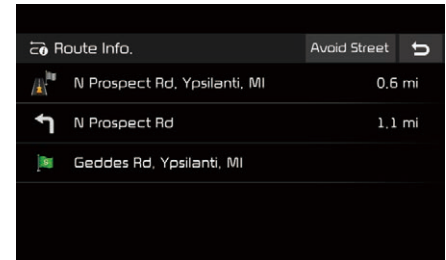 Route Info.
Avoid Street
N Prospect Rd, Ypsilanti, MI 0.6 mi
N Prospect Rd 1.1 mi
Geddes Rd, Ypsilanti, MI